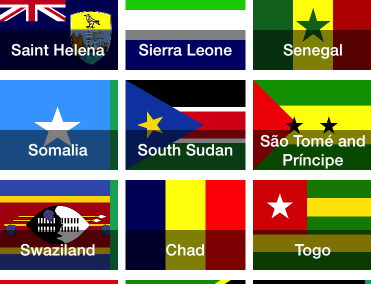 Saint Helena
Sierra Leone
Senegal
Somalia
South Sudan
São Tomé and
Príncipe
Swaziland
Chad
Togo